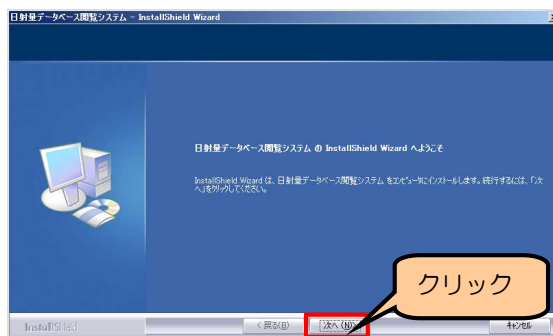 日射量データベース閲覧システム - InstallShield Wizard
日射量データベース閲覧システム の InstallShield Wizard へようこそ
InstallShield Wizard は、日射量データベース閲覧システム をコンピュータにインストールします。続行するには、「次
へ」をクリックしてください。
クリック
InstallShield
< 戻る(B)
次へ(N) >
キャンセル